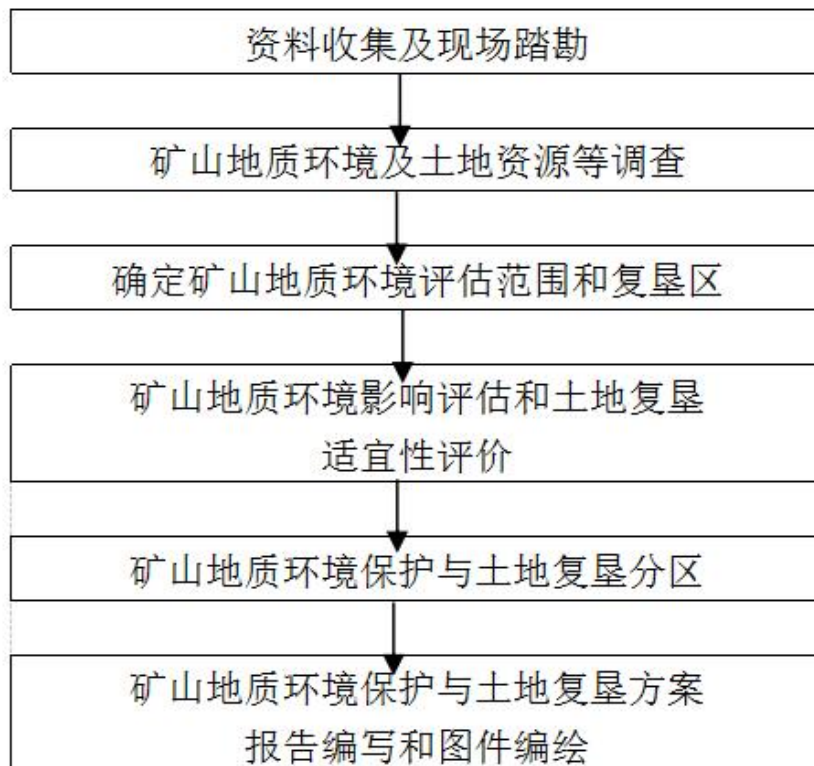 资料收集及现场踏勘
矿山地质环境及土地资源等调查
确定矿山地质环境评估范围和复垦区
矿山地质环境影响评估和土地复垦
适宜性评价
矿山地质环境保护与土地复垦分区
矿山地质环境保护与土地复垦方案
报告编写和图件编绘